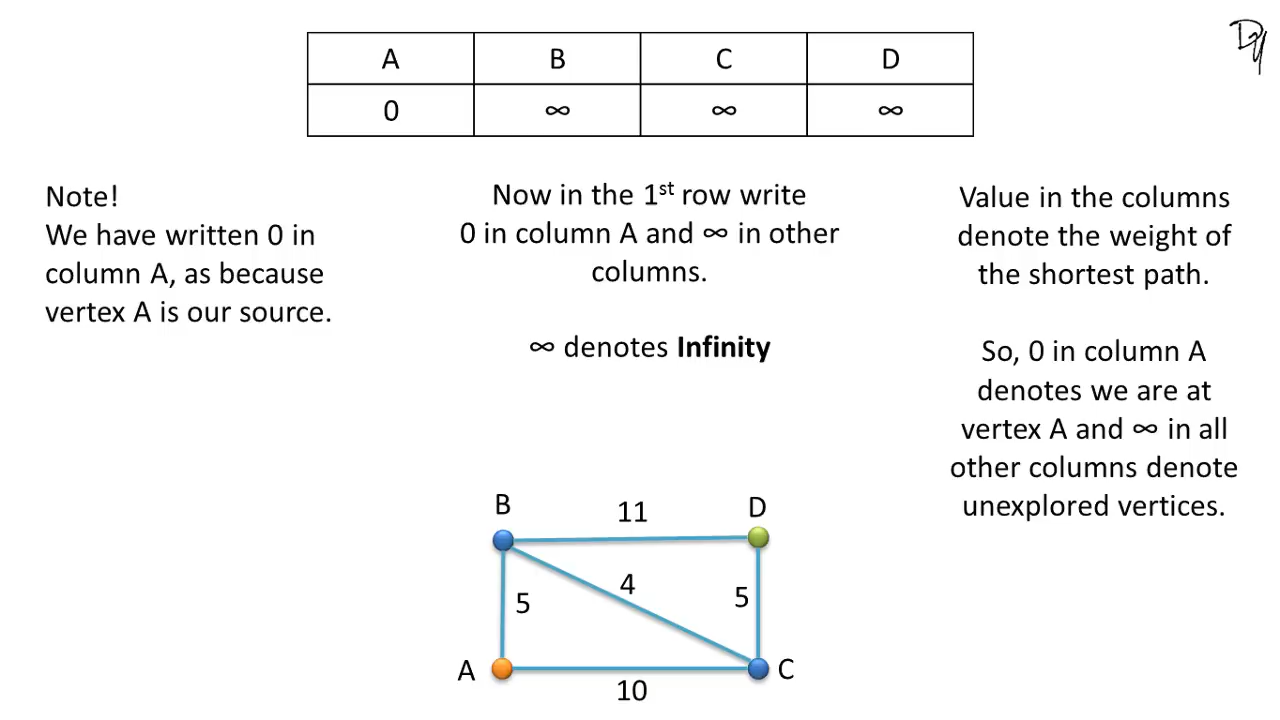 A B C D
0 ∞ ∞ ∞
Note!
We have written 0 in
column A, as because
vertex A is our source.
Now in the 1st row write
0 in column A and ∞ in other
columns.
∞ denotes Infinity
Value in the columns
denote the weight of
the shortest path.
So, 0 in column A
denotes we are at
vertex A and ∞ in all
other columns denote
unexplored vertices.
B 11 D
5 4 5
A 10 C